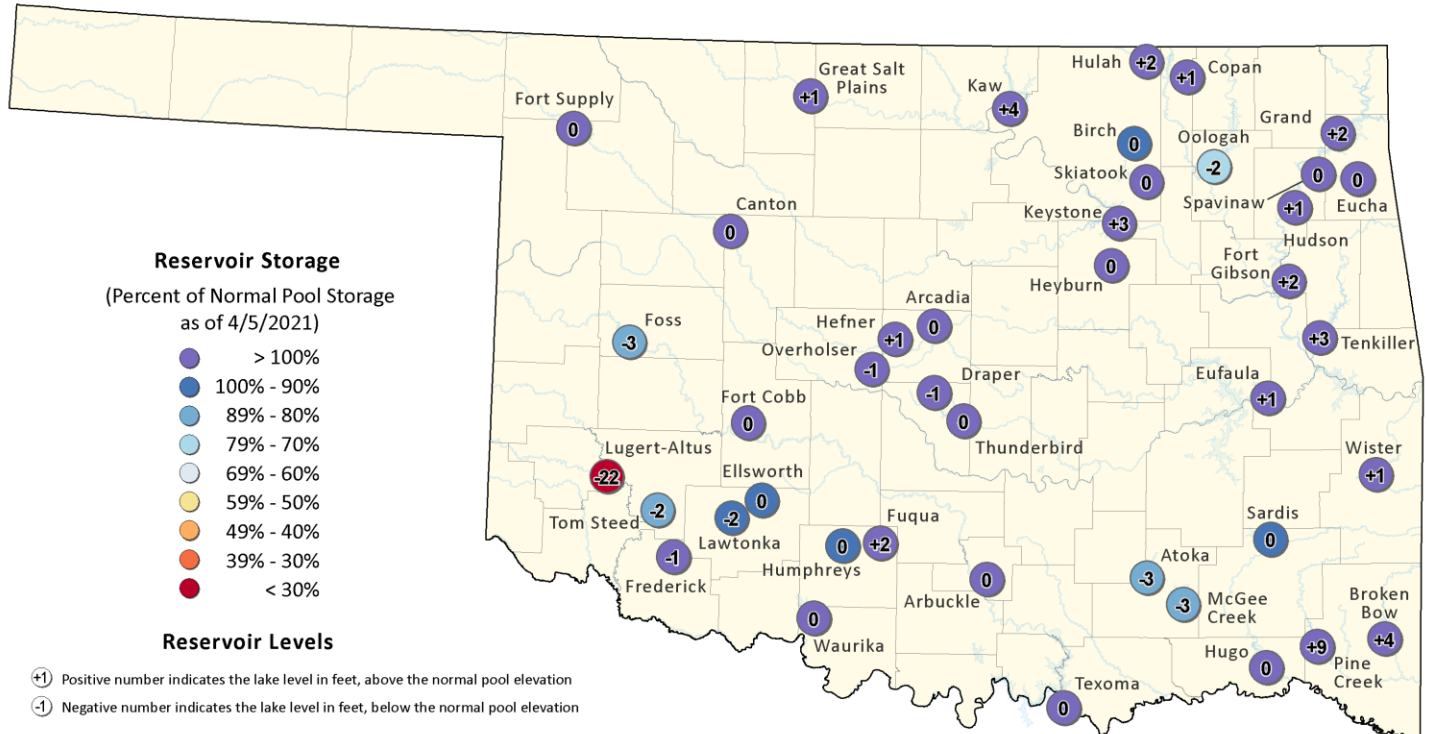 Hulah
+2
+1
Copan
Great Salt
Plains
+1
Kaw
+4
Fort Supply
0
Grand
+2
Birch
0
Oologah
-2
Skiatook
0
Spavinaw
0
0
Eucha
Canton
0
Keystone
+3
+1
Hudson
Heyburn
0
Fort
Gibson
+2
Reservoir Storage
(Percent of Normal Pool Storage
as of 4/5/2021)
> 100%
100% - 90%
89% - 80%
79% - 70%
69% - 60%
59% - 50%
49% - 40%
39% - 30%
< 30%
Foss
-3
Arcadia
0
Hefner
+1
Overholser
-1
Draper
-1
0
Thunderbird
+3
Tenkiller
Eufaula
+1
Fort Cobb
0
Lugert-Altus
-22
Ellsworth
0
Wister
+1
Tom Steed
-2
-2
Lawtonka
Fuqua
+2
0
Humphreys
Sardis
0
-1
Frederick
Atoka
-3
-3
McGee
Creek
Arbuckle
0
Broken
Bow
+4
0
Waurika
Hugo
0
+9
Pine
Creek
Texoma
0
Reservoir Levels
+1 Positive number indicates the lake level in feet, above the normal pool elevation
-1 Negative number indicates the lake level in feet, below the normal pool elevation